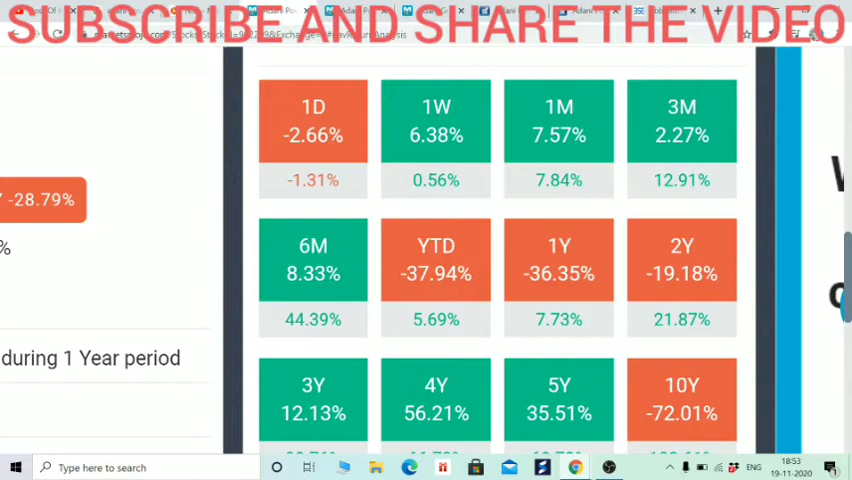 SUBSCRIBE AND SHARE THE VIDEO
1D
-2.66%
-1.31%
1W
6.38%
0.56%
1M
7.57%
7.84%
3M
2.27%
12.91%
-28.79%
%
6M
8.33%
44.39%
YTD
-37.94%
5.69%
1Y
-36.35%
7.73%
2Y
-19.18%
21.87%
during 1 Year period
3Y
12.13%
4Y
56.21%
5Y
35.51%
10Y
-72.01%
Type here to search
ENG
18:53
19-11-2020